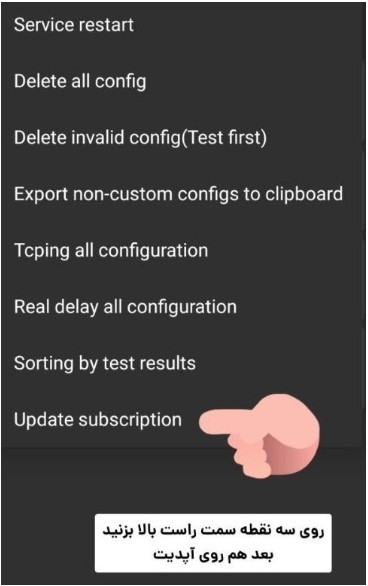 Service restart
Delete all config
Delete invalid config(Test first)
Export non-custom configs to clipboard
Tcping all configuration
Real delay all configuration
Sorting by test results
Update subscription
روی سه نقطه سمت راست بالا بزنید
بعد هم روی آپدیت